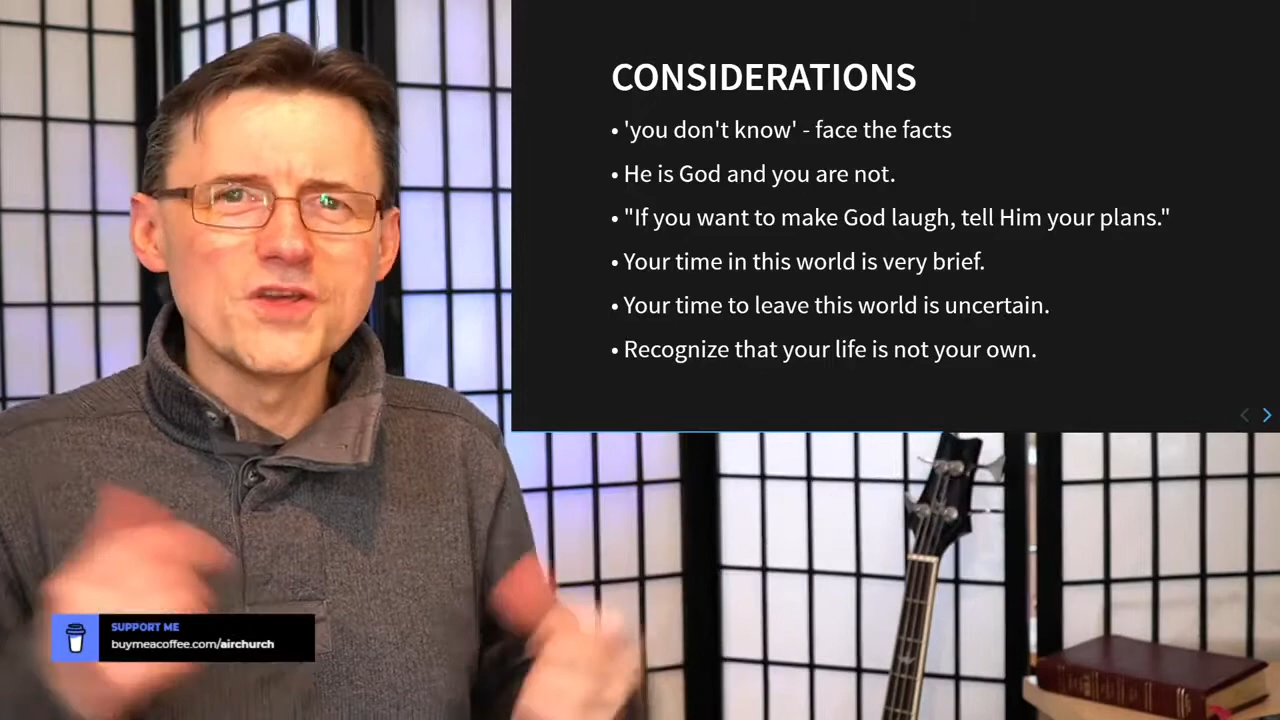 CONSIDERATIONS
• 'you don't know' - face the facts
• He is God and you are not.
• "If you want to make God laugh, tell Him your plans."
• Your time in this world is very brief.
• Your time to leave this world is uncertain.
• Recognize that your life is not your own.
SUPPORT ME
buymeacoffee.com/airchurch